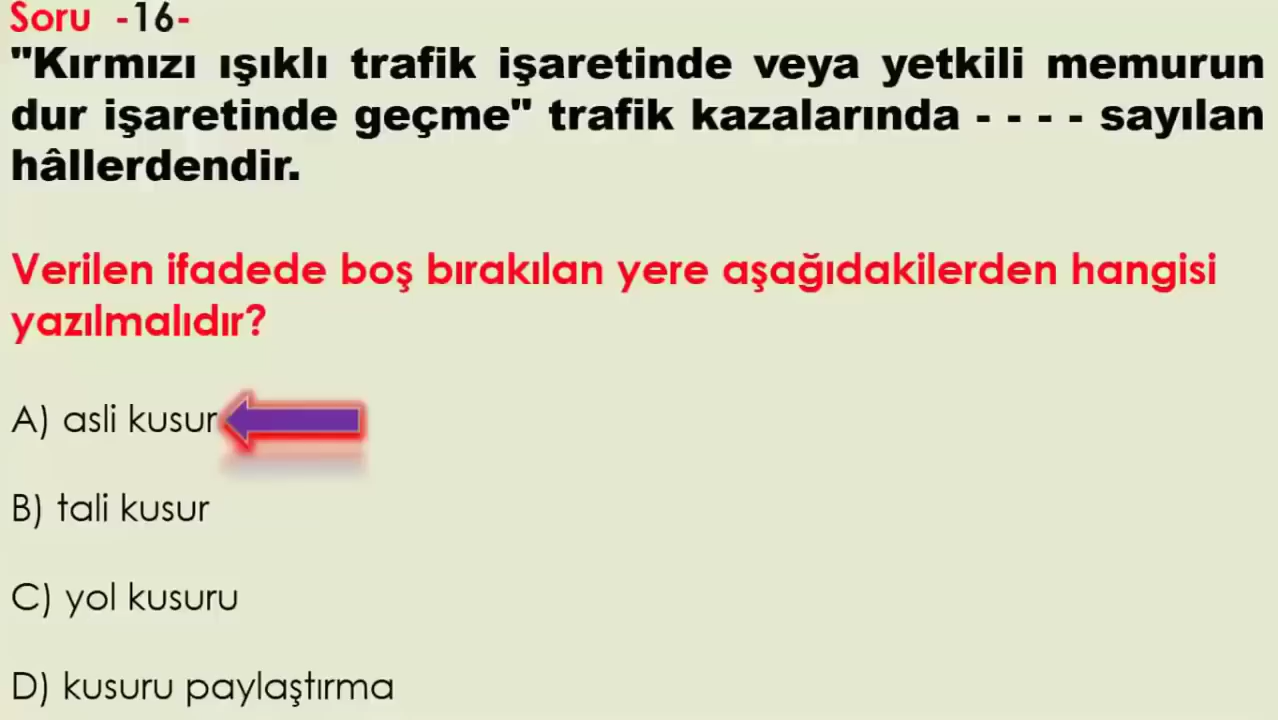 Soru -16-
"Kırmızı ışıklı trafik işaretinde veya yetkili memurun
dur işaretinde geçme" trafik kazalarında - - - - sayılan
hâllerdendir.
Verilen ifadede boş bırakılan yere aşağıdakilerden hangisi
yazılmalıdır?
A) asli kusur
B) tali kusur
C) yol kusuru
D) kusuru paylaştırma